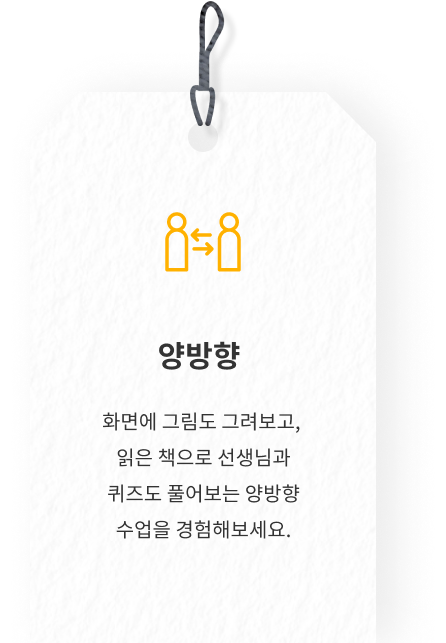 양방향
화면에 그림도 그려보고,
읽은 책으로 선생님과
퀴즈도 풀어보는 양방향
수업을 경험해보세요.